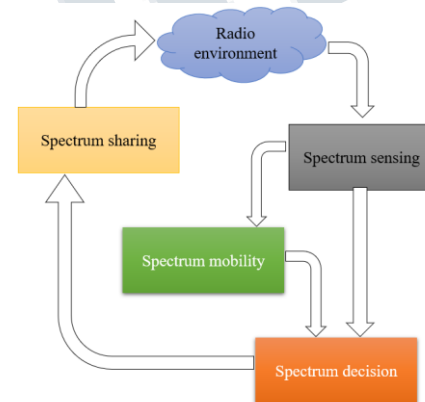 Radio
environment
Spectrum sharing
Spectrum sensing
Spectrum mobility
Spectrum decision